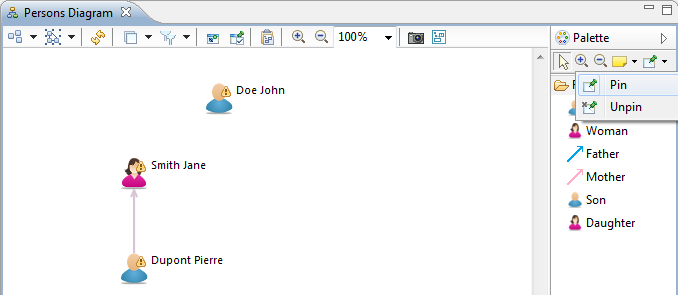 Persons Diagram
100%
Palette
Pin
Unpin
Woman
Father
Mother
Son
Daughter
Doe John
Smith Jane
Dupont Pierre